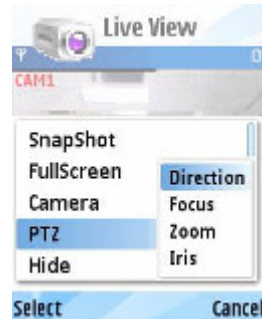 Live View
CAM1
SnapShot
FullScreen
Camera
PTZ
Hide
Direction
Focus
Zoom
Iris
Select
Cancel